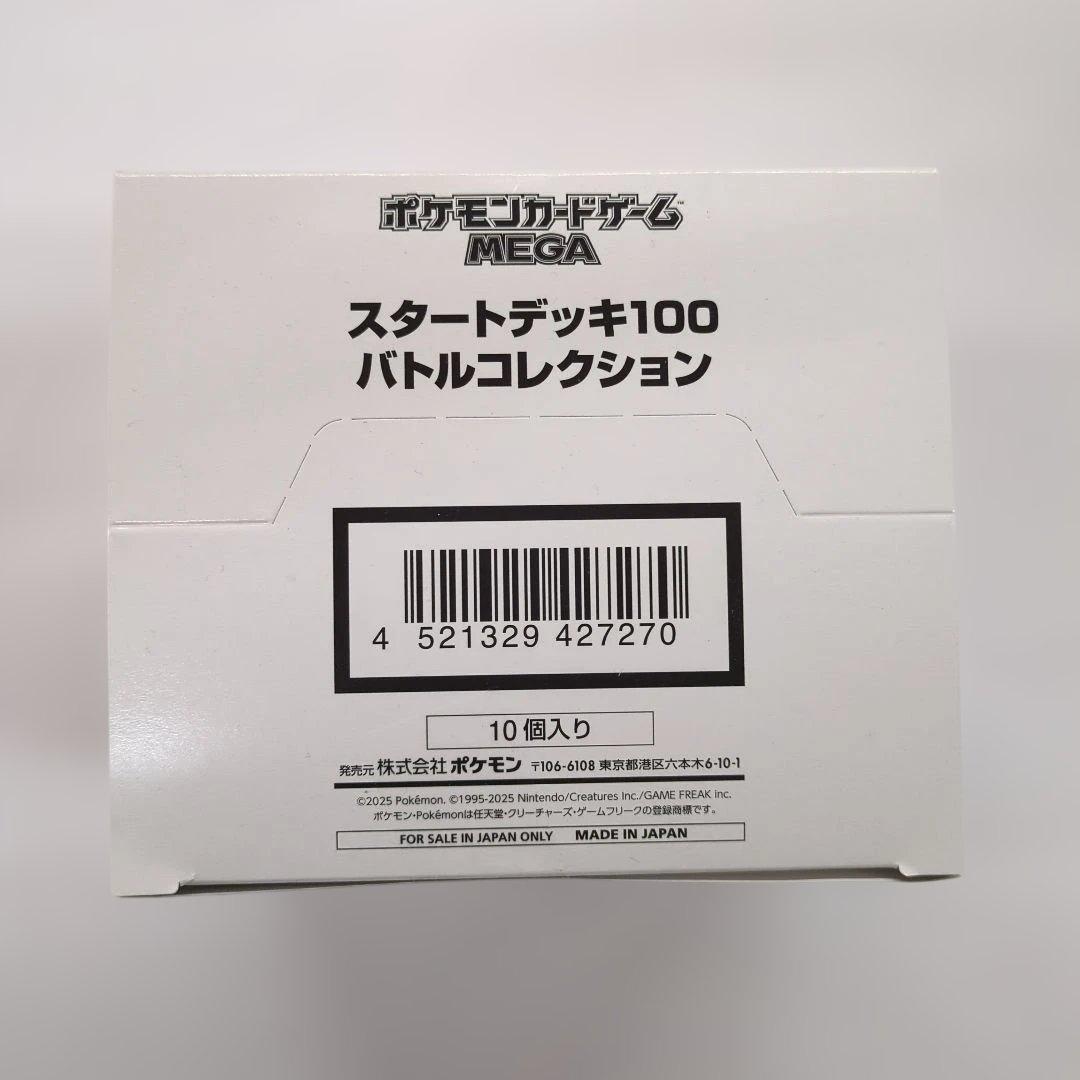 ポケモンカードゲーム™
MEGA
スタートデッキ100
バトルコレクション
4 521329 427270
10個入り
発売元 株式会社 ポケモン 〒106-6108 東京都港区六本木6-10-1
©2025 Pokémon. ©1995-2025 Nintendo/Creatures Inc./GAME FREAK inc.
ポケモン・Pokémonは任天堂・クリーチャーズ・ゲームフリークの登録商標です。
FOR SALE IN JAPAN ONLY MADE IN JAPAN